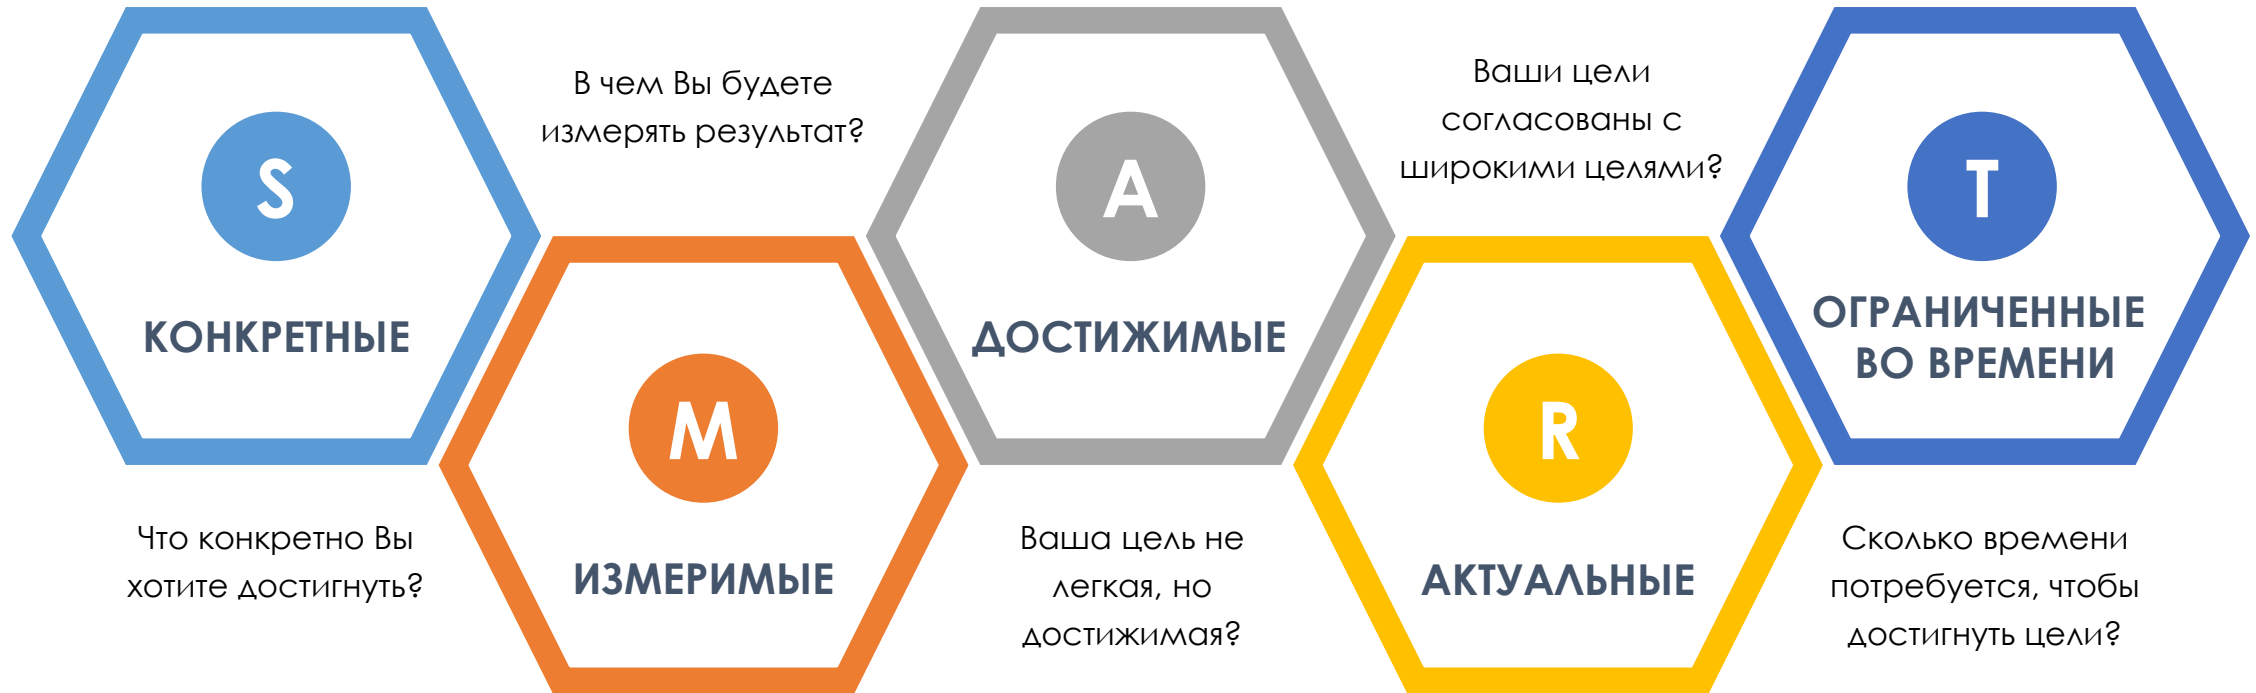 S
КОНКРЕТНЫЕ
Что конкретно Вы
хотите достигнуть?
В чем Вы будете
измерять результат?
M
ИЗМЕРИМЫЕ
A
ДОСТИЖИМЫЕ
Ваша цель не
легкая, но
достижимая?
Ваши цели
согласованы с
широкими целями?
R
АКТУАЛЬНЫЕ
T
ОГРАНИЧЕННЫЕ
ВО ВРЕМЕНИ
Сколько времени
потребуется, чтобы
достигнуть цели?